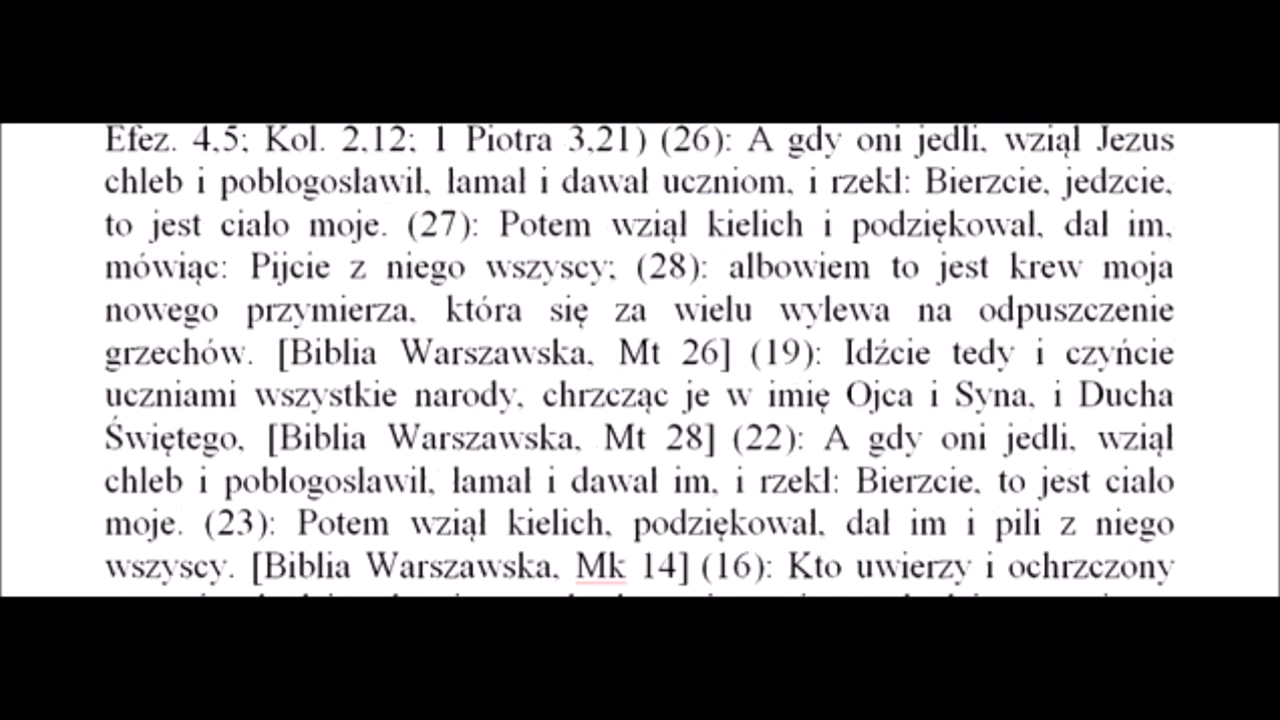 Efez. 4,5; Kol. 2,12; 1 Piotra 3,21) (26): A gdy oni jedli, wziął Jezus
chleb i pobłogosławił, łamał i dawał uczniom, i rzekł: Bierzcie, jedzcie,
to jest ciało moje. (27): Potem wziął kielich i podziękował, dał im,
mówiąc: Pijcie z niego wszyscy; (28): albowiem to jest krew moja
nowego przymierza, która się za wielu wylewa na odpuszczenie
grzechów. [Biblia Warszawska, Mt 26] (19): Idźcie tedy i czyńcie
uczniami wszystkie narody, chrzcząc je w imię Ojca i Syna, i Ducha
Świętego, [Biblia Warszawska, Mt 28] (22): A gdy oni jedli, wziął
chleb i pobłogosławił, łamał i dawał im, i rzekł: Bierzcie, to jest ciało
moje. (23): Potem wziął kielich, podziękował, dał im i pili z niego
wszyscy. [Biblia Warszawska, Mk 14] (16): Kto uwierzy i ochrzczony